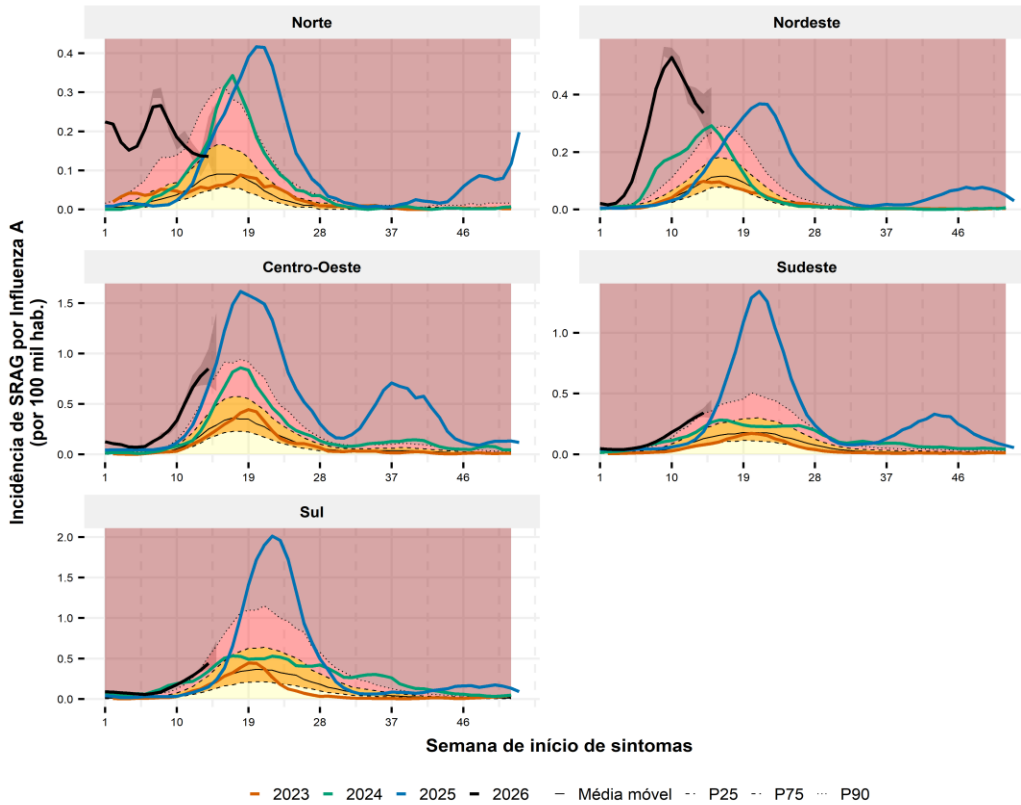 Incidência de SRAG por Influenza A
(por 100 mil hab.)
Norte
0.4
0.3
0.2
0.1
0.0
1 10 19 28 37 46
Nordeste
0.4
0.2
0.0
1 10 19 28 37 46
Centro-Oeste
1.5
1.0
0.5
0.0
1 10 19 28 37 46
Sudeste
1.0
0.5
0.0
1 10 19 28 37 46
Sul
2.0
1.5
1.0
0.5
0.0
1 10 19 28 37 46
Semana de início de sintomas
2023 2024 2025 2026 Média móvel P25 P75 P90